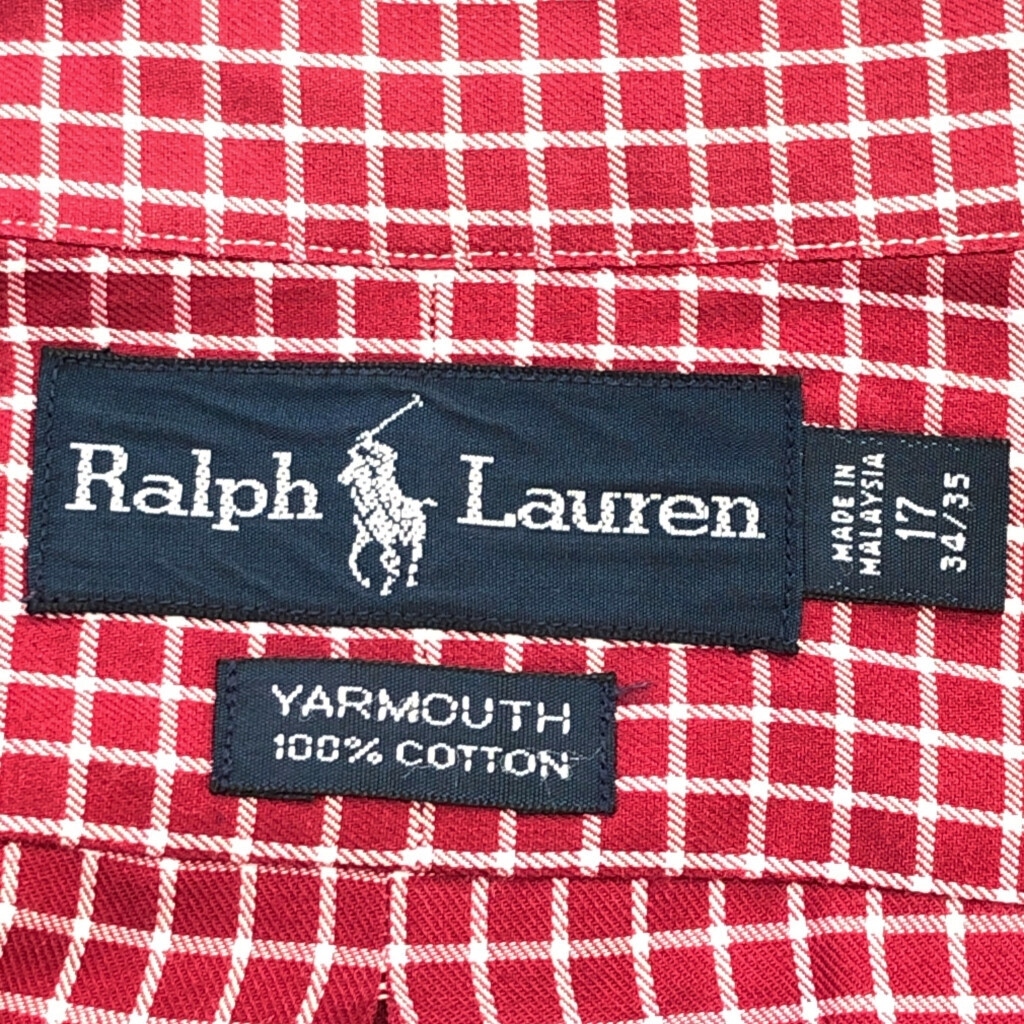 Ralph Lauren
MADE IN
MALAYSIA
17
34/35
YARMOUTH
100% COTTON